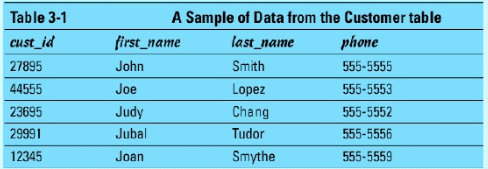 Table 3-1 A Sample of Data from the Customer table
cust_id first_name last_name phone
27895 John Smith 555-5555
44555 Joe Lopez 555-5553
23695 Judy Chang 555-5552
29991 Jubal Tudor 555-5556
12345 Joan Smythe 555-5559